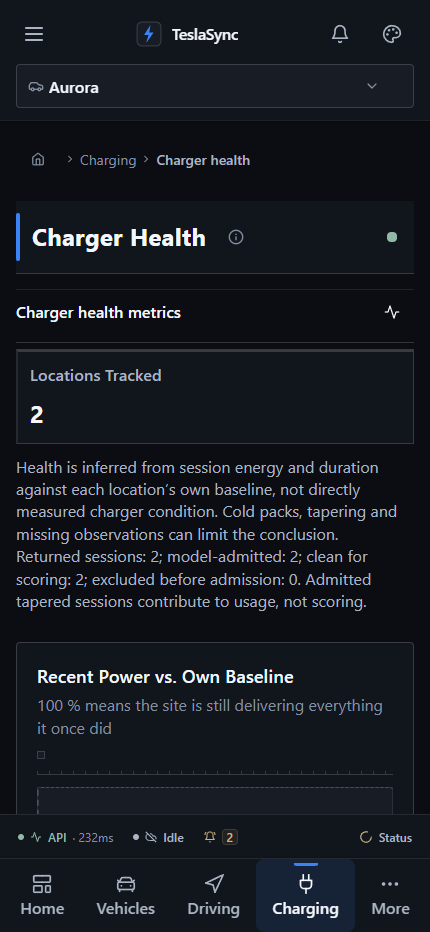 TeslaSync
Aurora
Charging
Charger health
Charger Health
Charger health metrics
Locations Tracked
2
Health is inferred from session energy and duration
against each location's own baseline, not directly
measured charger condition. Cold packs, tapering and
missing observations can limit the conclusion.
Returned sessions: 2; model-admitted: 2; clean for
scoring: 2; excluded before admission: 0. Admitted
tapered sessions contribute to usage, not scoring.
Recent Power vs. Own Baseline
100 % means the site is still delivering everything
it once did
API · 232ms Idle 2 Status
Home Vehicles Driving Charging More